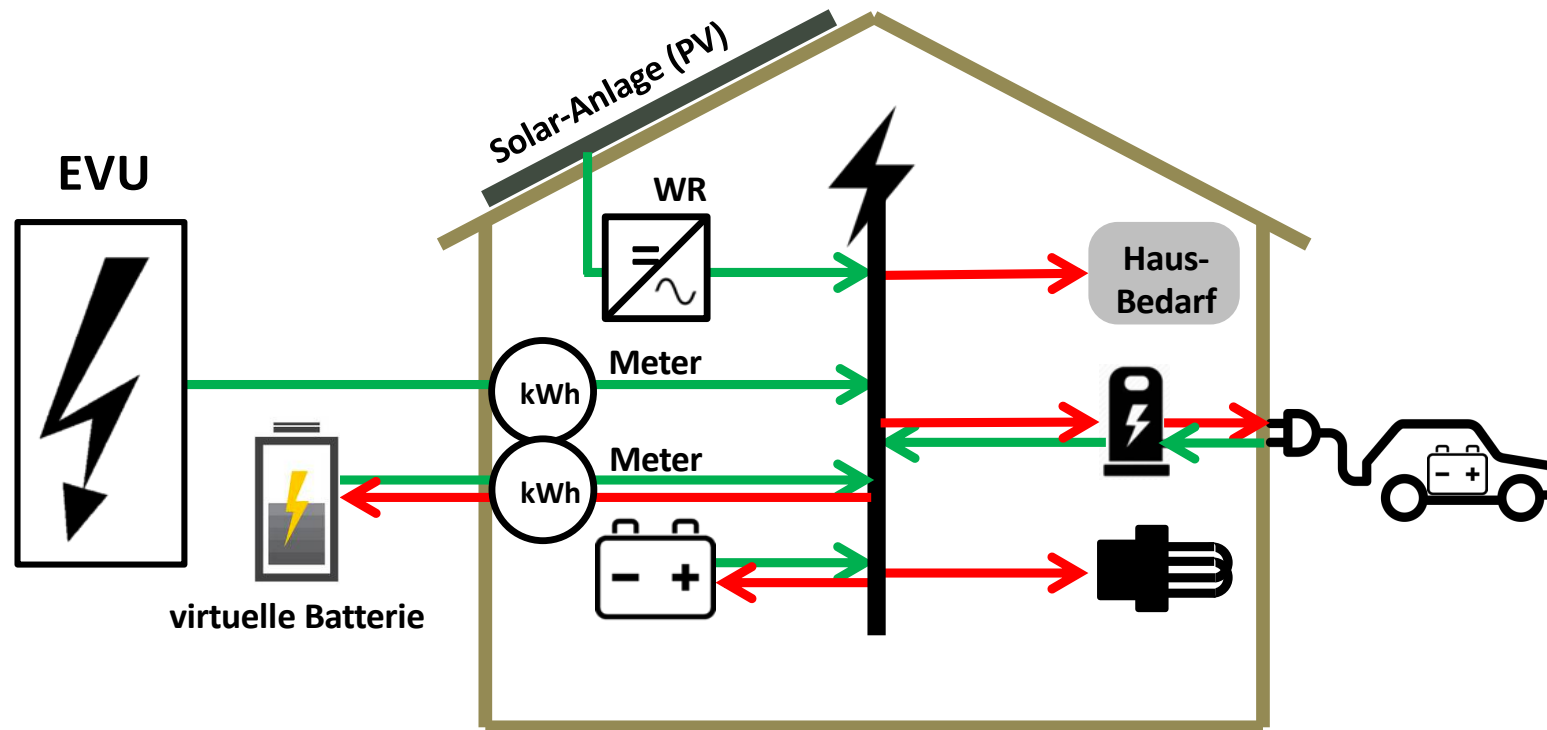 Solar-Anlage (PV)
EVU
WR
Haus-
Bedarf
Meter
kWh
Meter
kWh
virtuelle Batterie